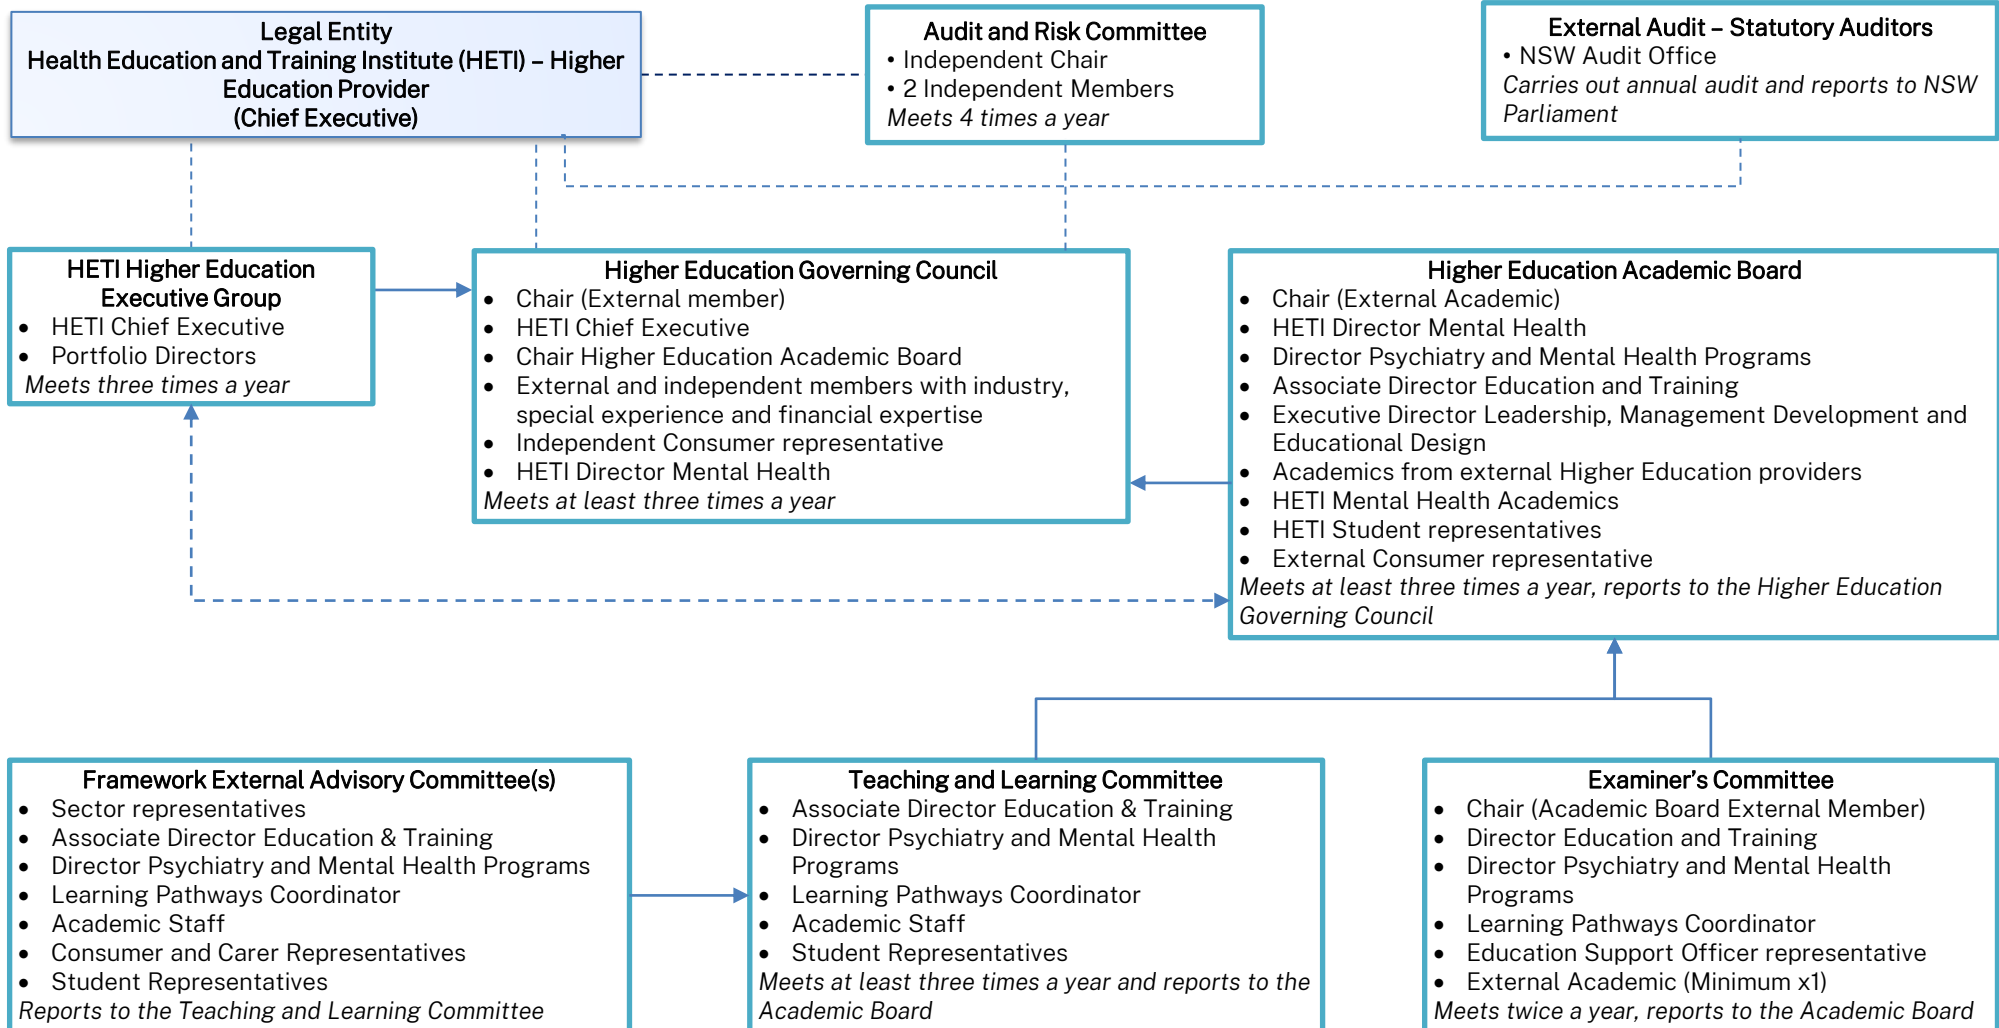 Legal Entity
Health Education and Training Institute (HETI) – Higher
Education Provider
(Chief Executive)
Audit and Risk Committee
• Independent Chair
• 2 Independent Members
Meets 4 times a year
External Audit – Statutory Auditors
• NSW Audit Office
Carries out annual audit and reports to NSW
Parliament
HETI Higher Education
Executive Group
• HETI Chief Executive
• Portfolio Directors
Meets three times a year
Higher Education Governing Council
• Chair (External member)
• HETI Chief Executive
• Chair Higher Education Academic Board
• External and independent members with industry,
special experience and financial expertise
• Independent Consumer representative
• HETI Director Mental Health
Meets at least three times a year
Higher Education Academic Board
• Chair (External Academic)
• HETI Director Mental Health
• Director Psychiatry and Mental Health Programs
• Associate Director Education and Training
• Executive Director Leadership, Management Development and
Educational Design
• Academics from external Higher Education providers
• HETI Mental Health Academics
• HETI Student representatives
• External Consumer representative
Meets at least three times a year, reports to the Higher Education
Governing Council
Framework External Advisory Committee(s)
• Sector representatives
• Associate Director Education & Training
• Director Psychiatry and Mental Health Programs
• Learning Pathways Coordinator
• Academic Staff
• Consumer and Carer Representatives
• Student Representatives
Reports to the Teaching and Learning Committee
Teaching and Learning Committee
• Associate Director Education & Training
• Director Psychiatry and Mental Health
Programs
• Learning Pathways Coordinator
• Academic Staff
• Student Representatives
Meets at least three times a year and reports to the
Academic Board
Examiner’s Committee
• Chair (Academic Board External Member)
• Director Education and Training
• Director Psychiatry and Mental Health
Programs
• Learning Pathways Coordinator
• Education Support Officer representative
• External Academic (Minimum x1)
Meets twice a year, reports to the Academic Board